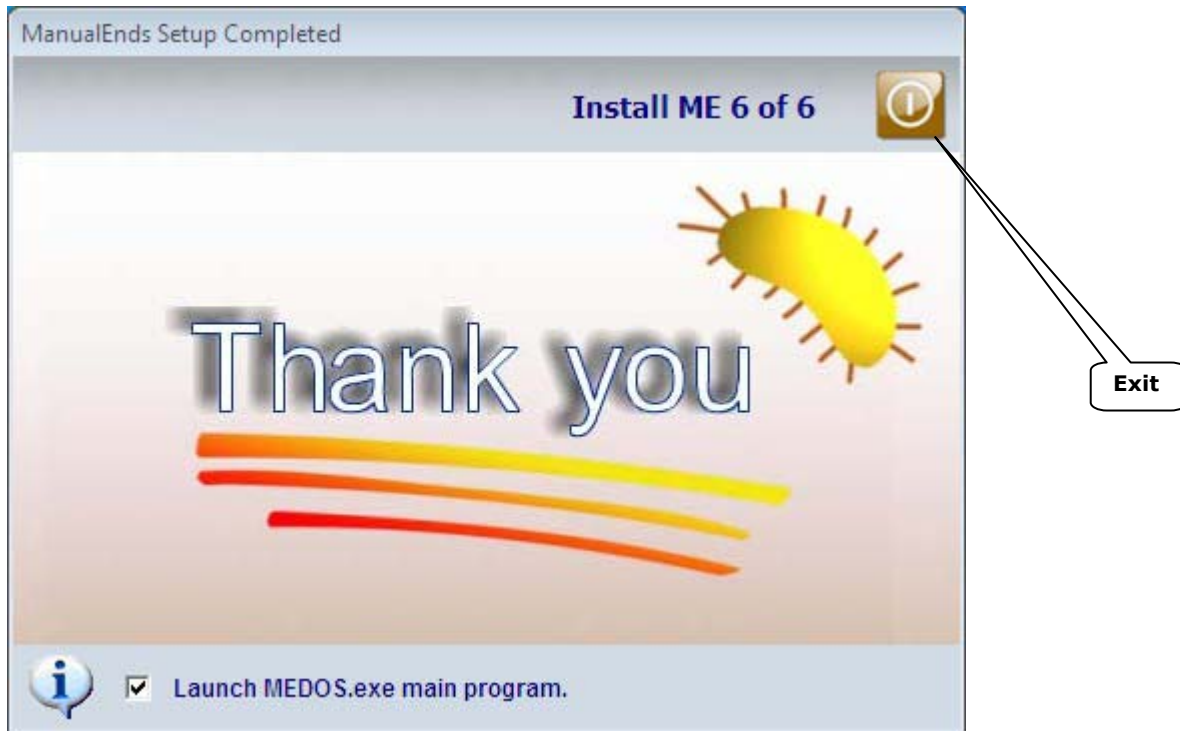 ManualEnds Setup Completed
Install ME 6 of 6
Thank you
Exit
Launch MEDOS.exe main program.